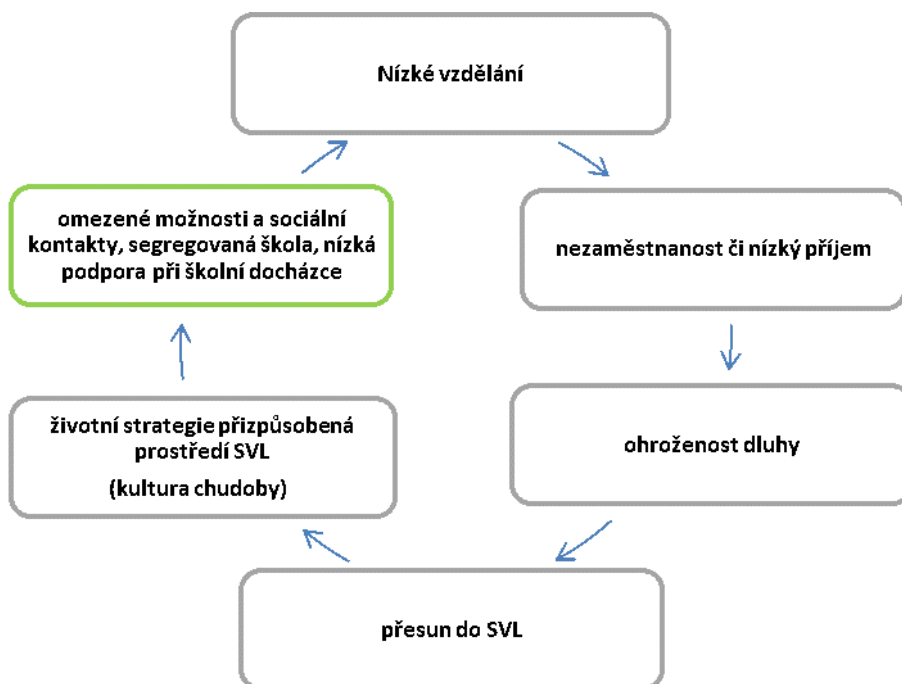 Nízké vzdělání
nezaměstnanost či nízký příjem
ohroženost dluhy
přesun do SVL
životní strategie přizpůsobená
prostředí SVL
(kultura chudoby)
omezené možnosti a sociální
kontakty, segregovaná škola, nízká
podpora při školní docházce